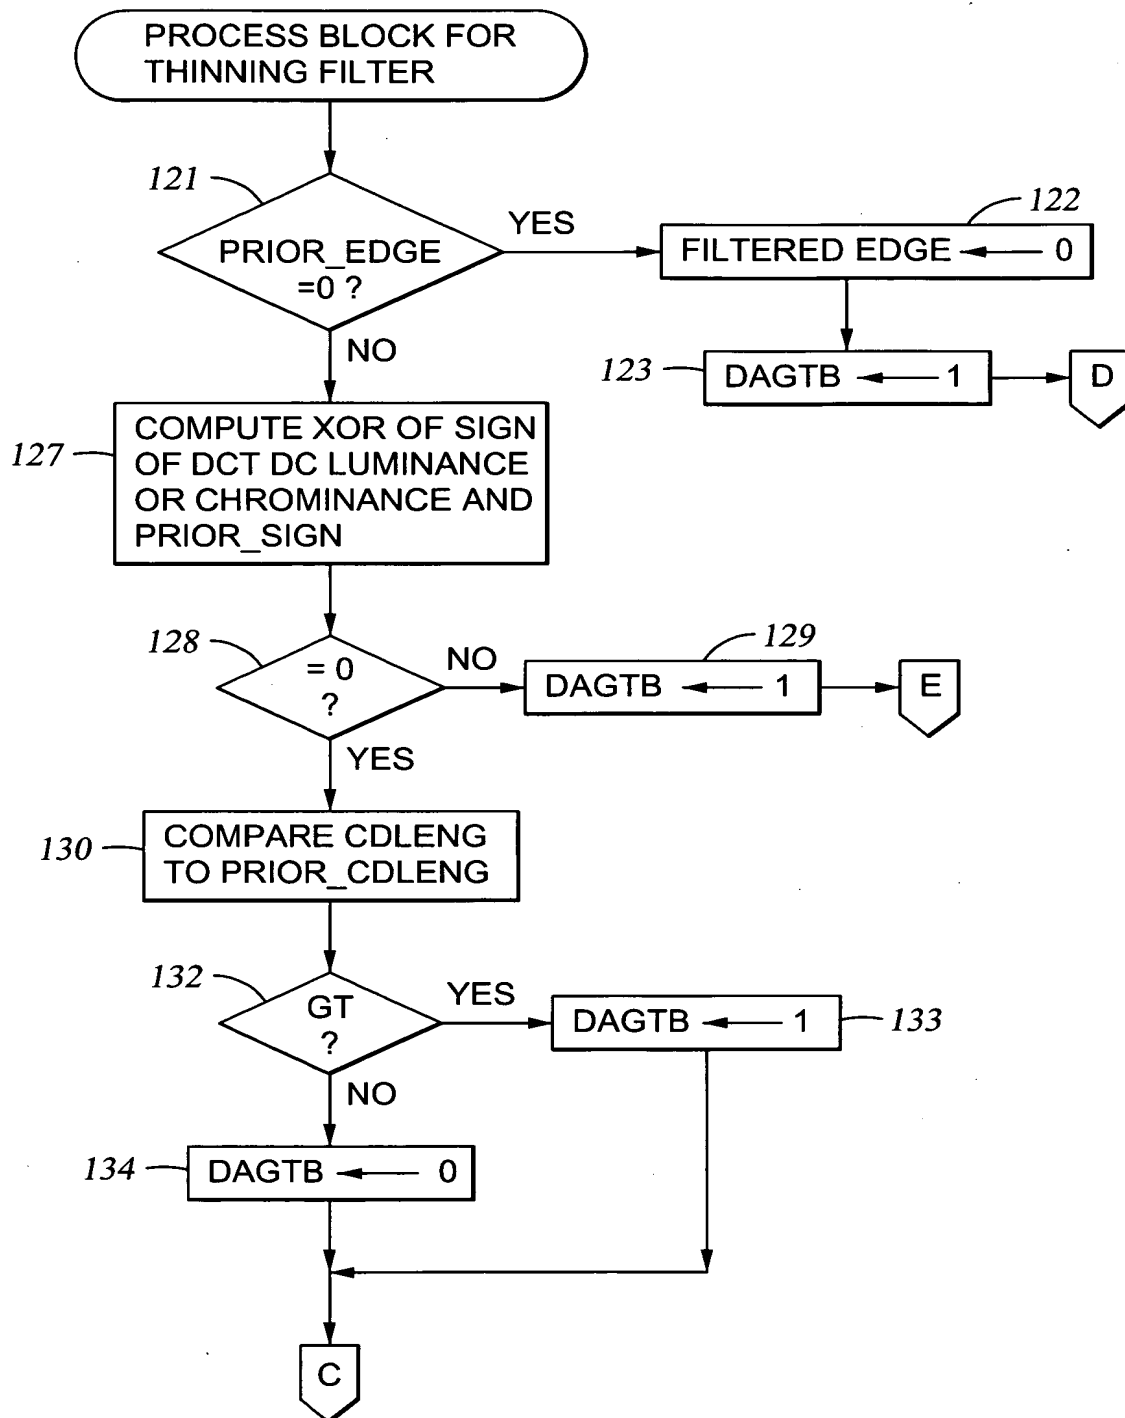 PROCESS BLOCK FOR
THINNING FILTER
121
PRIOR_EDGE
=0 ?
YES
122
FILTERED EDGE ← 0
NO
123
DAGTB ← 1
D
127
COMPUTE XOR OF SIGN
OF DCT DC LUMINANCE
OR CHROMINANCE AND
PRIOR_SIGN
128
= 0
?
NO
129
DAGTB ← 1
E
YES
130
COMPARE CDLENG
TO PRIOR_CDLENG
132
GT
?
YES
DAGTB ← 1
133
NO
134
DAGTB ← 0
C